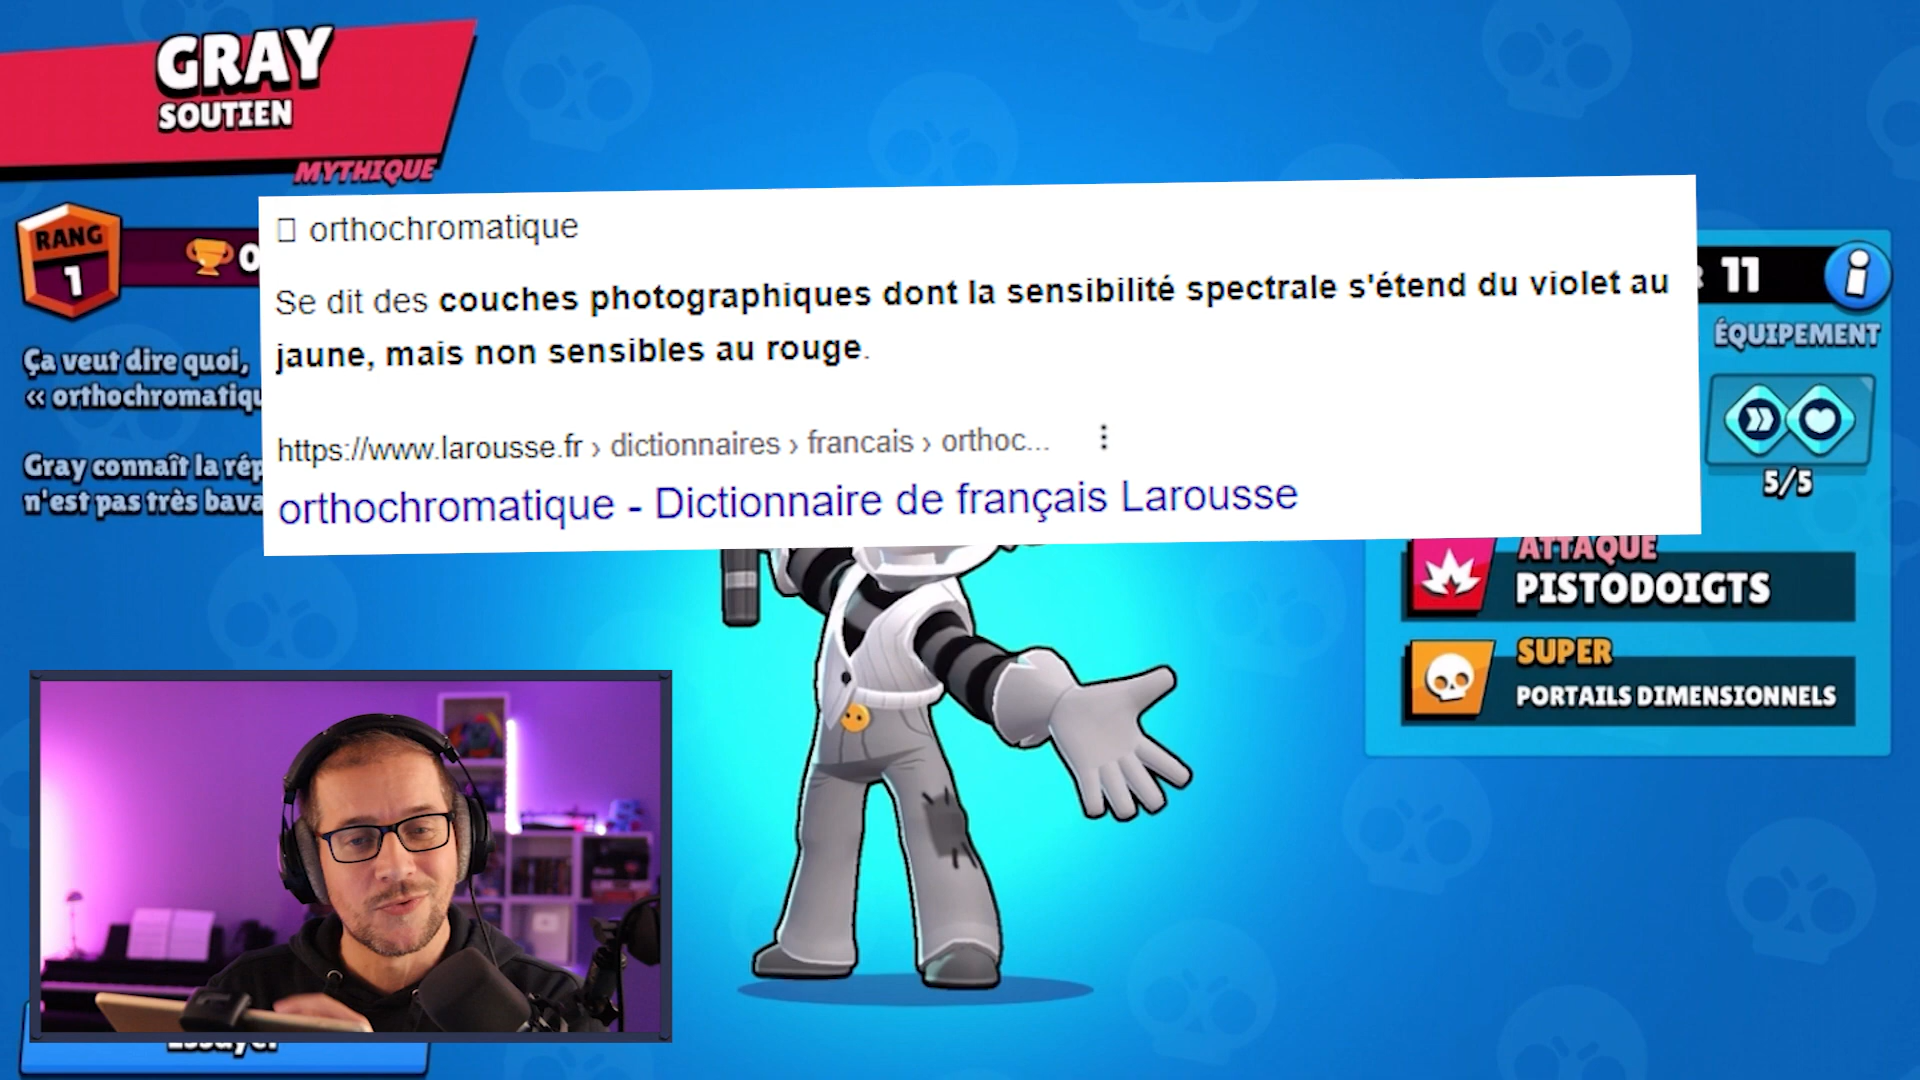 GRAY
SOUTIEN
MYTHIQUE
RANG
1
0
orthochromatique
Se dit des couches photographiques dont la sensibilité spectrale s'étend du violet au
jaune, mais non sensibles au rouge.
https://www.larousse.fr › dictionnaires › francais › orthoc...
orthochromatique - Dictionnaire de français Larousse
Ça veut dire quoi,
« orthochromatiqu
Gray connaît la rép
n'est pas très bava
11
ÉQUIPEMENT
5/5
ATTAQUE
PISTODOIGTS
SUPER
PORTAILS DIMENSIONNELS